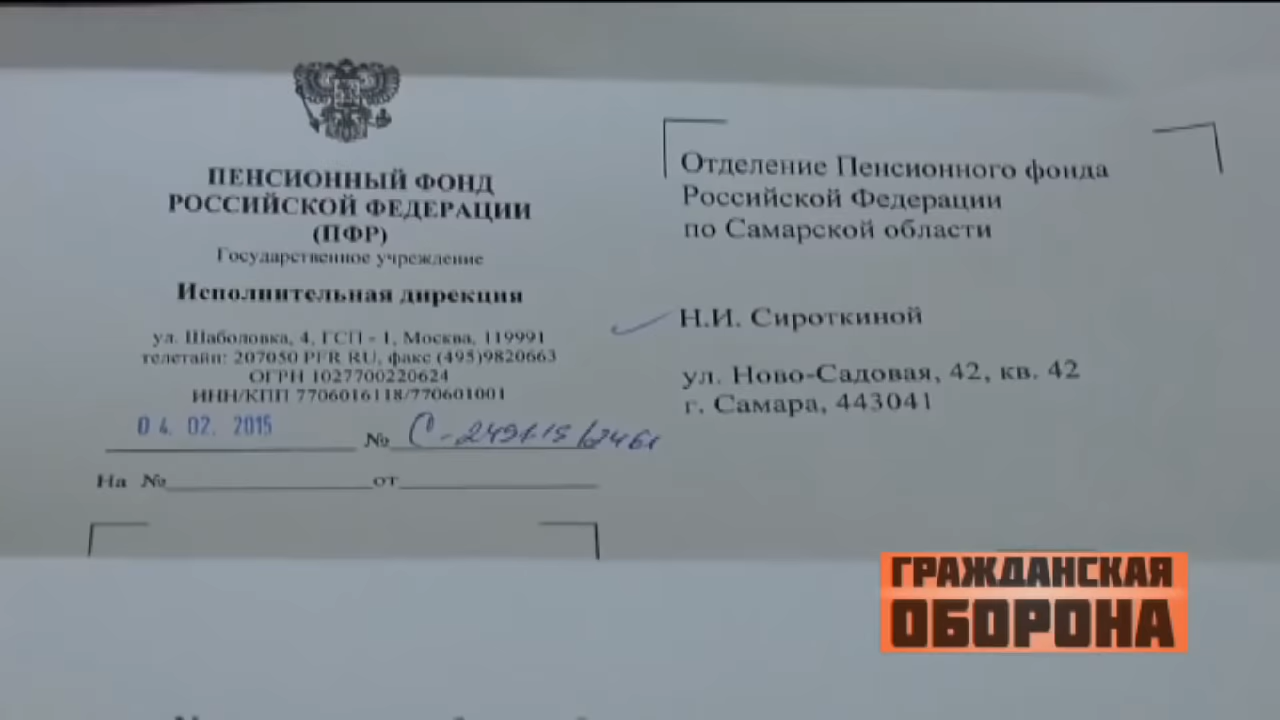 ПЕНСИОННЫЙ ФОНД
РОССИЙСКОЙ ФЕДЕРАЦИИ
(ПФР)
Государственное учреждение
Исполнительная дирекция
ул. Шаболовка, 4, ГСП - 1, Москва, 119991
телетайп: 207050 PFR RU, факс (495)9820663
ОГРН 1027700220624
ИНН/КПП 7706016118/770601001
04. 02. 2015 №
На № от
Отделение Пенсионного фонда
Российской Федерации
по Самарской области
Н.И. Сироткиной
ул. Ново-Садовая, 42, кв. 42
г. Самара, 443041
ГРАЖДАНСКАЯ
ОБОРОНА